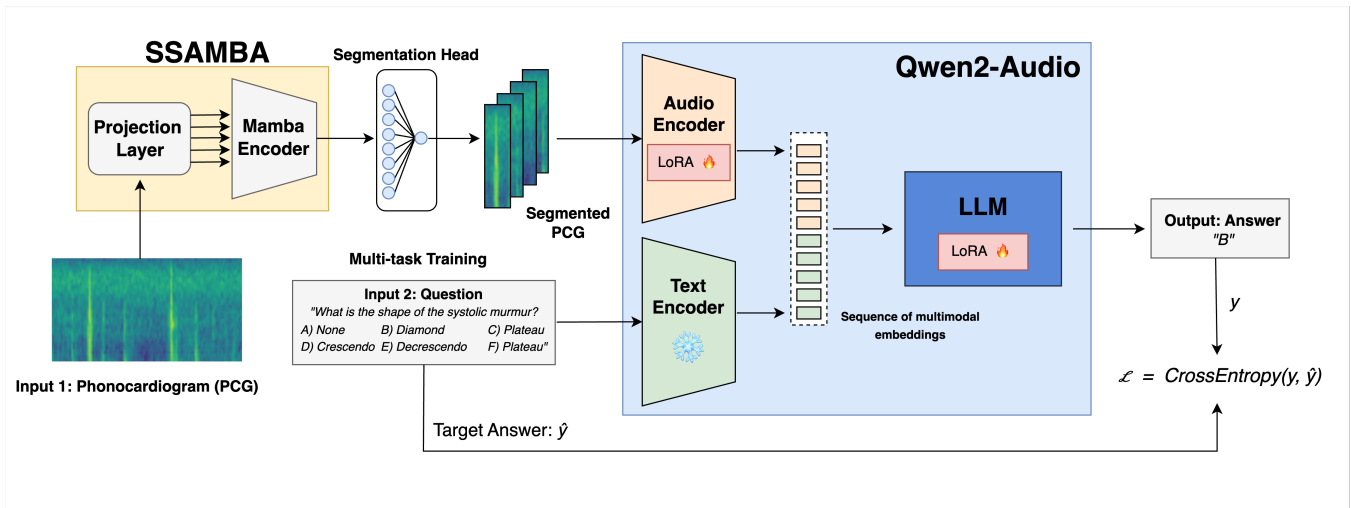 SSAMBA
Projection
Layer
Mamba
Encoder
Segmentation Head
Segmented
PCG
Input 1: Phonocardiogram (PCG)
Multi-task Training
Input 2: Question
"What is the shape of the systolic murmur?
A) None B) Diamond C) Plateau
D) Crescendo E) Decrescendo F) Plateau"
Target Answer: ŷ
Qwen2-Audio
Audio
Encoder
LoRA
Text
Encoder
Sequence of multimodal
embeddings
LLM
LoRA
Output: Answer
"B"
y
ℒ = CrossEntropy(y, ŷ)